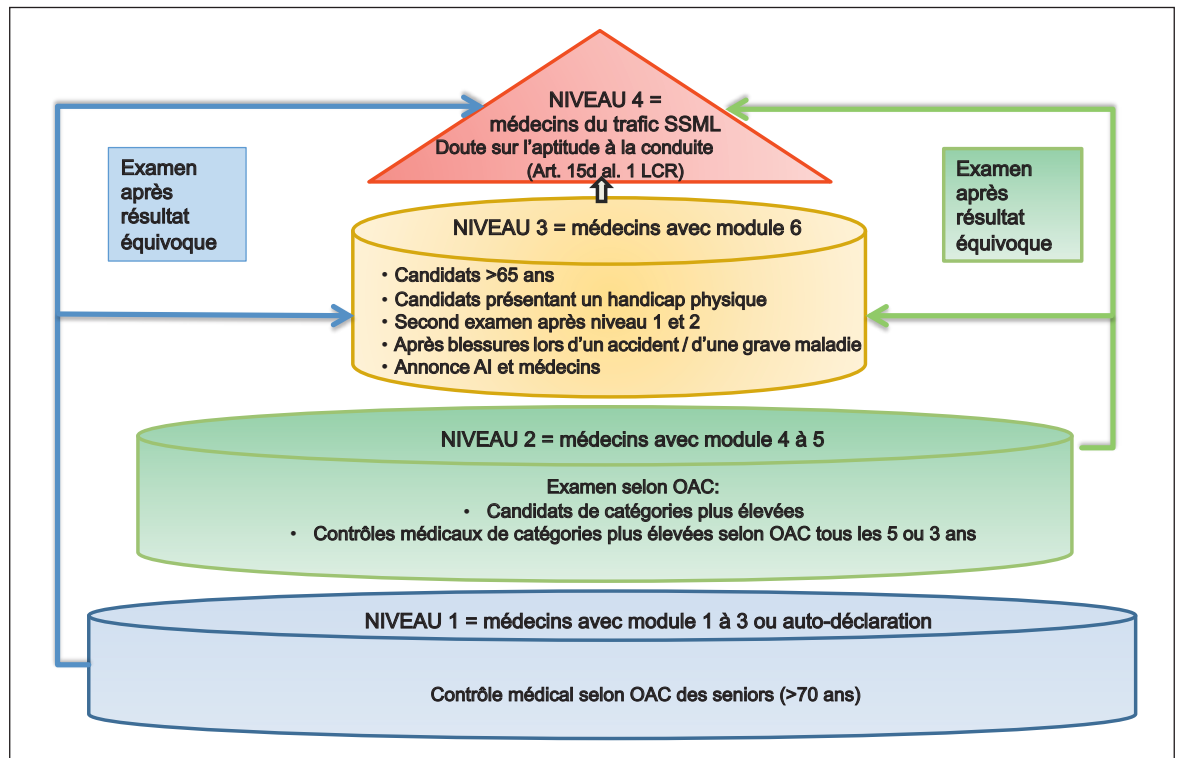 NIVEAU 4 =
médecins du trafic SSML
Doute sur l'aptitude à la conduite
(Art. 15d al. 1 LCR)
Examen
après
résultat
équivoque
Examen
après
résultat
équivoque
NIVEAU 3 = médecins avec module 6
• Candidats >65 ans
• Candidats présentant un handicap physique
• Second examen après niveau 1 et 2
• Après blessures lors d'un accident / d'une grave maladie
• Annonce AI et médecins
NIVEAU 2 = médecins avec module 4 à 5
Examen selon OAC:
• Candidats de catégories plus élevées
• Contrôles médicaux de catégories plus élevées selon OAC tous les 5 ou 3 ans
NIVEAU 1 = médecins avec module 1 à 3 ou auto-déclaration
Contrôle médical selon OAC des seniors (>70 ans)